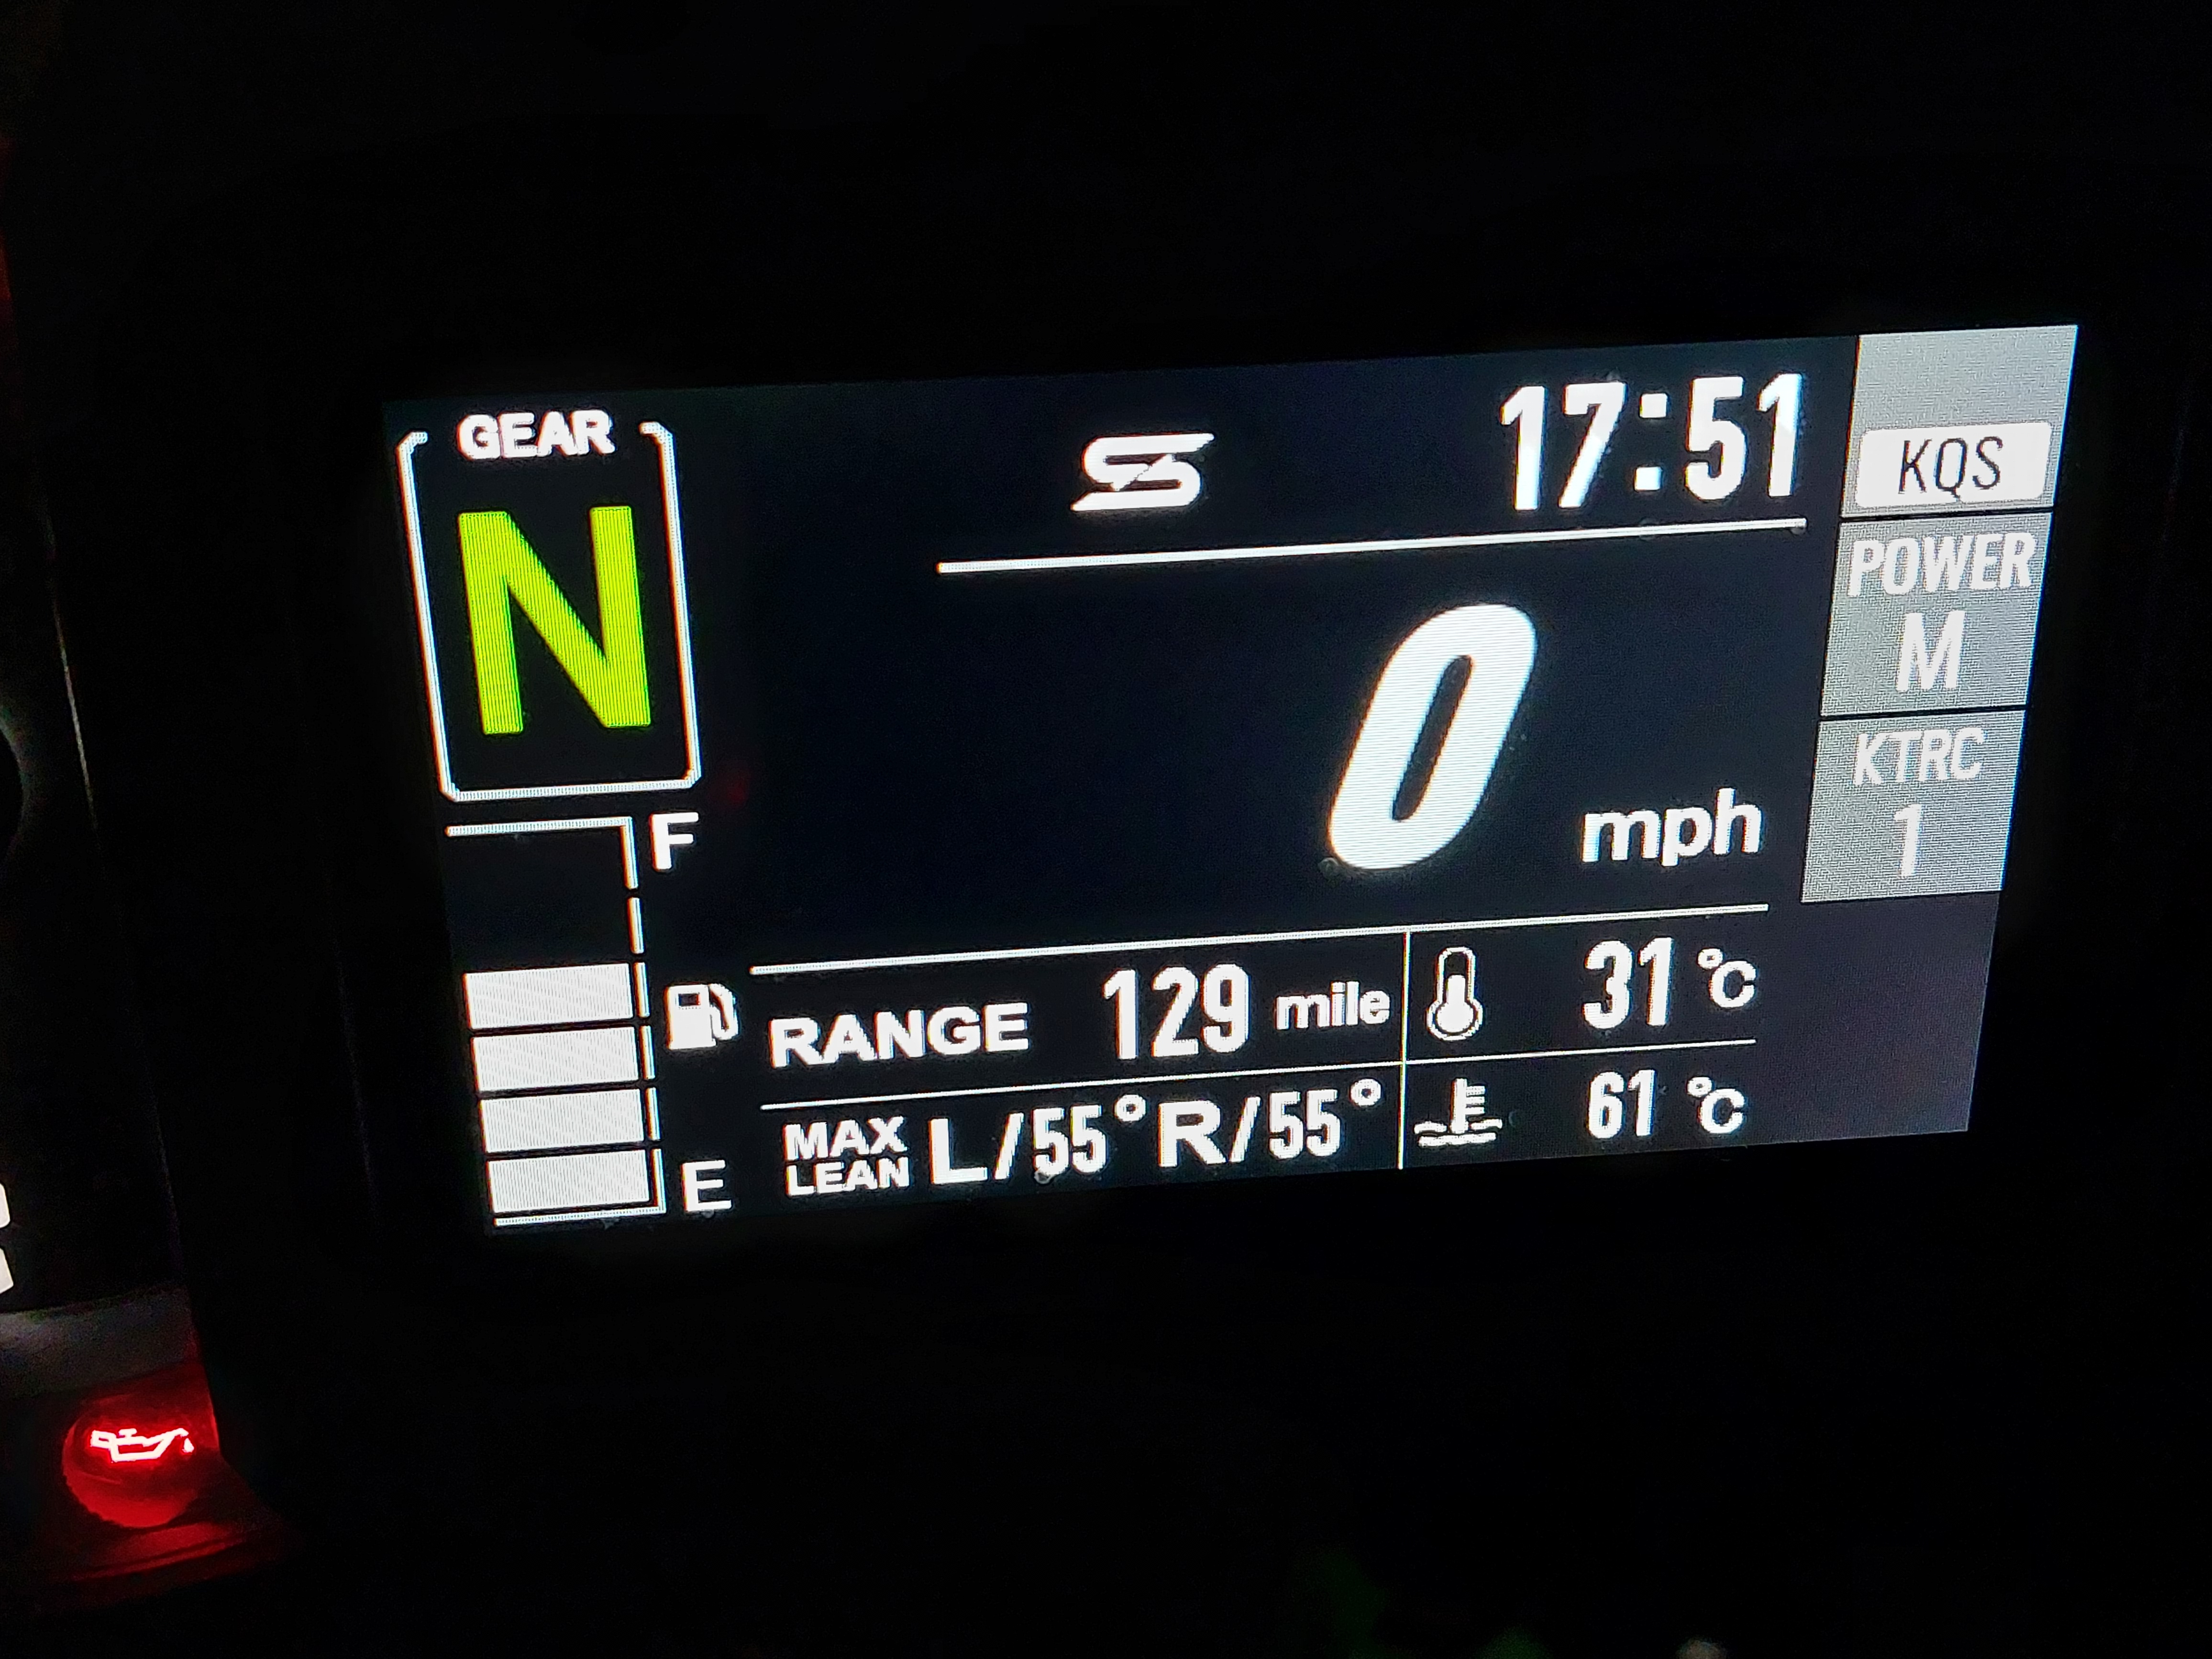 GEAR
N
17:51
KQS
POWER
M
KTRC
1
0 mph
F
E
RANGE 129 mile
31 °C
MAX LEAN L/55° R/55°
61 °C